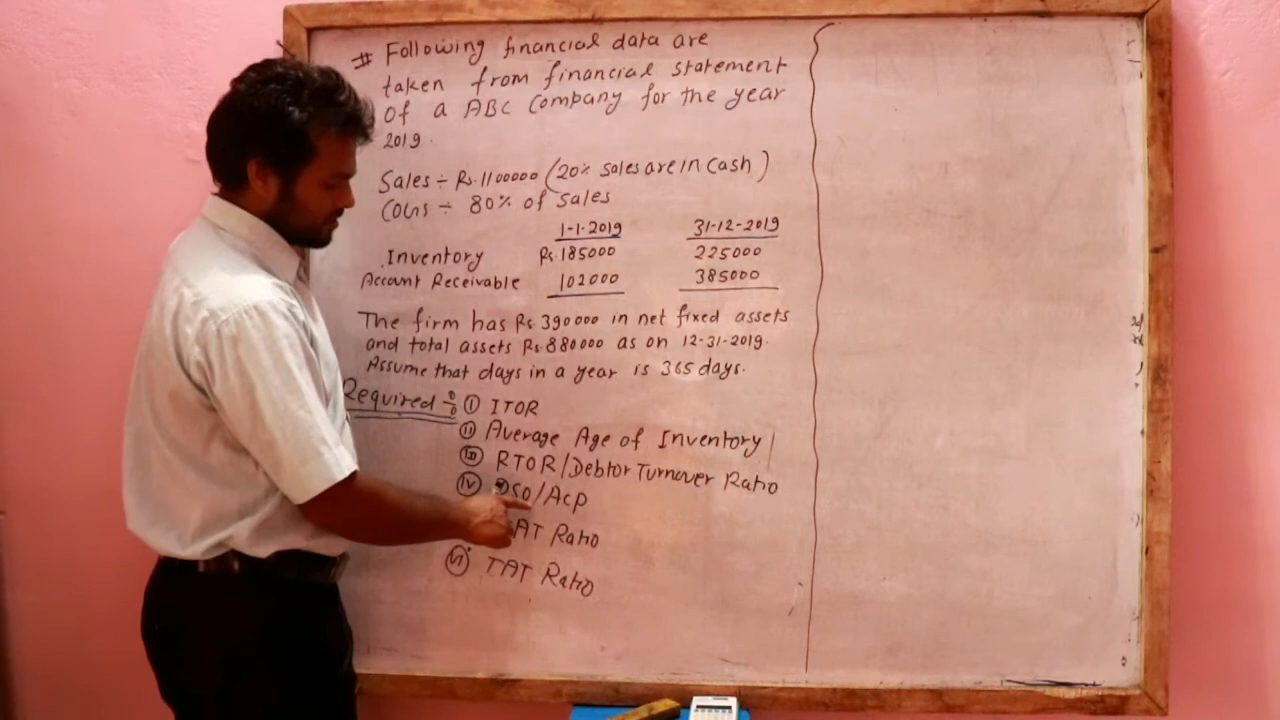 # Following financial data are
taken from financial statement
of a ABC Company for the year
2019.
Sales ÷ Rs. 1100000 (20% sales are in cash)
COGS ÷ 80% of sales
1-1-2019 31-12-2019
Inventory Rs. 185000 225000
Account Receivable 102000 385000
The firm has Rs. 390000 in net fixed assets
and total assets Rs. 880000 as on 12-31-2019.
Assume that days in a year is 365 days.
Required ÷ (i) ITOR
(ii) Average Age of Inventory
(iii) RTOR/Debtor Turnover Ratio
(iv) DSO/ACP
AT Ratio
(vi) TAT Ratio